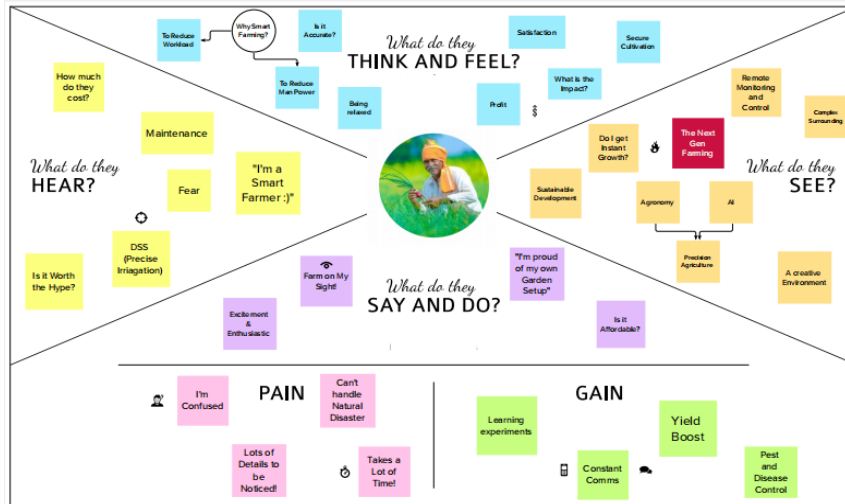 What do they
THINK AND FEEL?
To Reduce
Workload
Why Smart
Farming?
Is it
Accurate?
To Reduce
Man Power
Being
relaxed
Satisfaction
Secure
Cultivation
What is the
Impact?
Profit
$
What do they
HEAR?
How much
do they
cost?
Maintenance
Fear
"I'm a
Smart
Farmer :)"
DSS
(Precise
Irriagation)
Is it Worth
the Hype?
What do they
SEE?
Remote
Monitoring
and
Control
Complex
Surrounding
Do I get
Instant
Growth?
The Next
Gen
Farming
Sustainable
Development
Agronomy
AI
Precision
Agriculture
A creative
Environment
What do they
SAY AND DO?
Farm on My
Sight!
"I'm proud
of my own
Garden
Setup"
Excitement
&
Enthusiastic
Is it
Affordable?
PAIN
I'm
Confused
Can't
handle
Natural
Disaster
Lots of
Details to
be
Noticed!
Takes a
Lot of
Time!
GAIN
Learning
experiments
Yield
Boost
Constant
Comms
Pest
and
Disease
Control